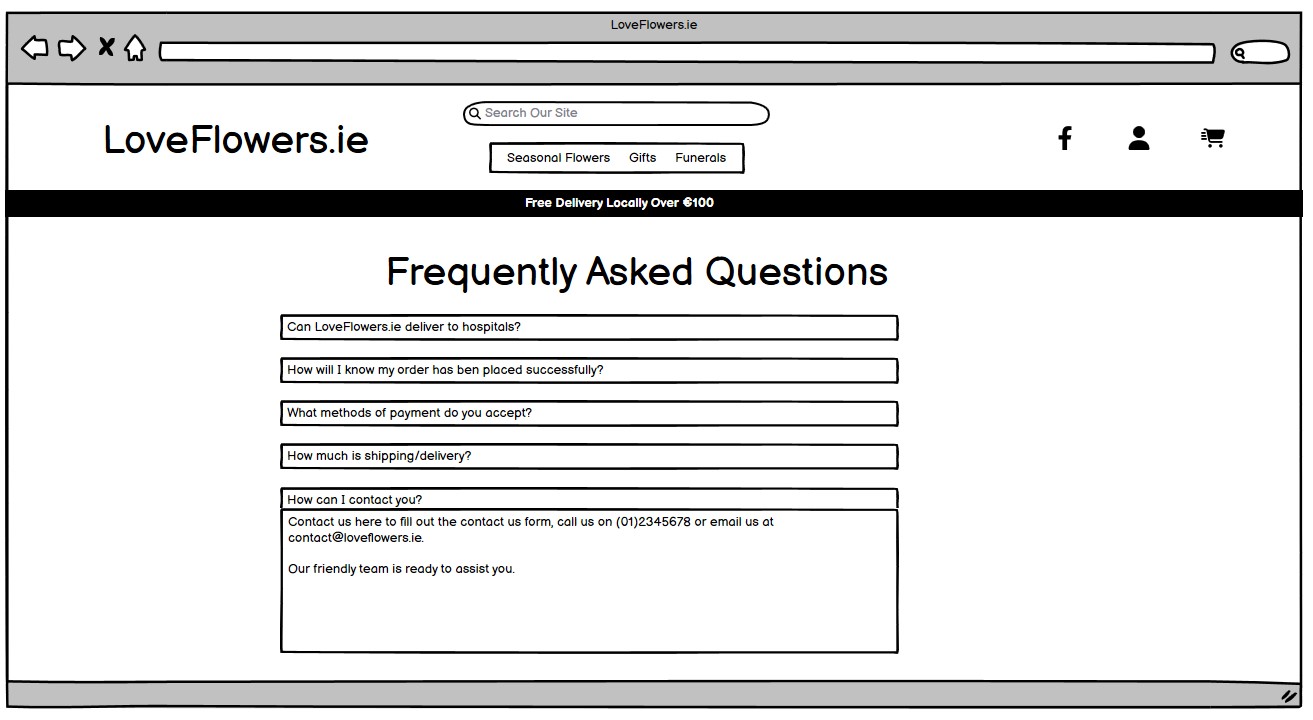 LoveFlowers.ie
Search Our Site
LoveFlowers.ie
Seasonal Flowers Gifts Funerals
Free Delivery Locally Over €100
Frequently Asked Questions
Can LoveFlowers.ie deliver to hospitals?
How will I know my order has ben placed successfully?
What methods of payment do you accept?
How much is shipping/delivery?
How can I contact you?
Contact us here to fill out the contact us form, call us on (01)2345678 or email us at
contact@loveflowers.ie.
Our friendly team is ready to assist you.